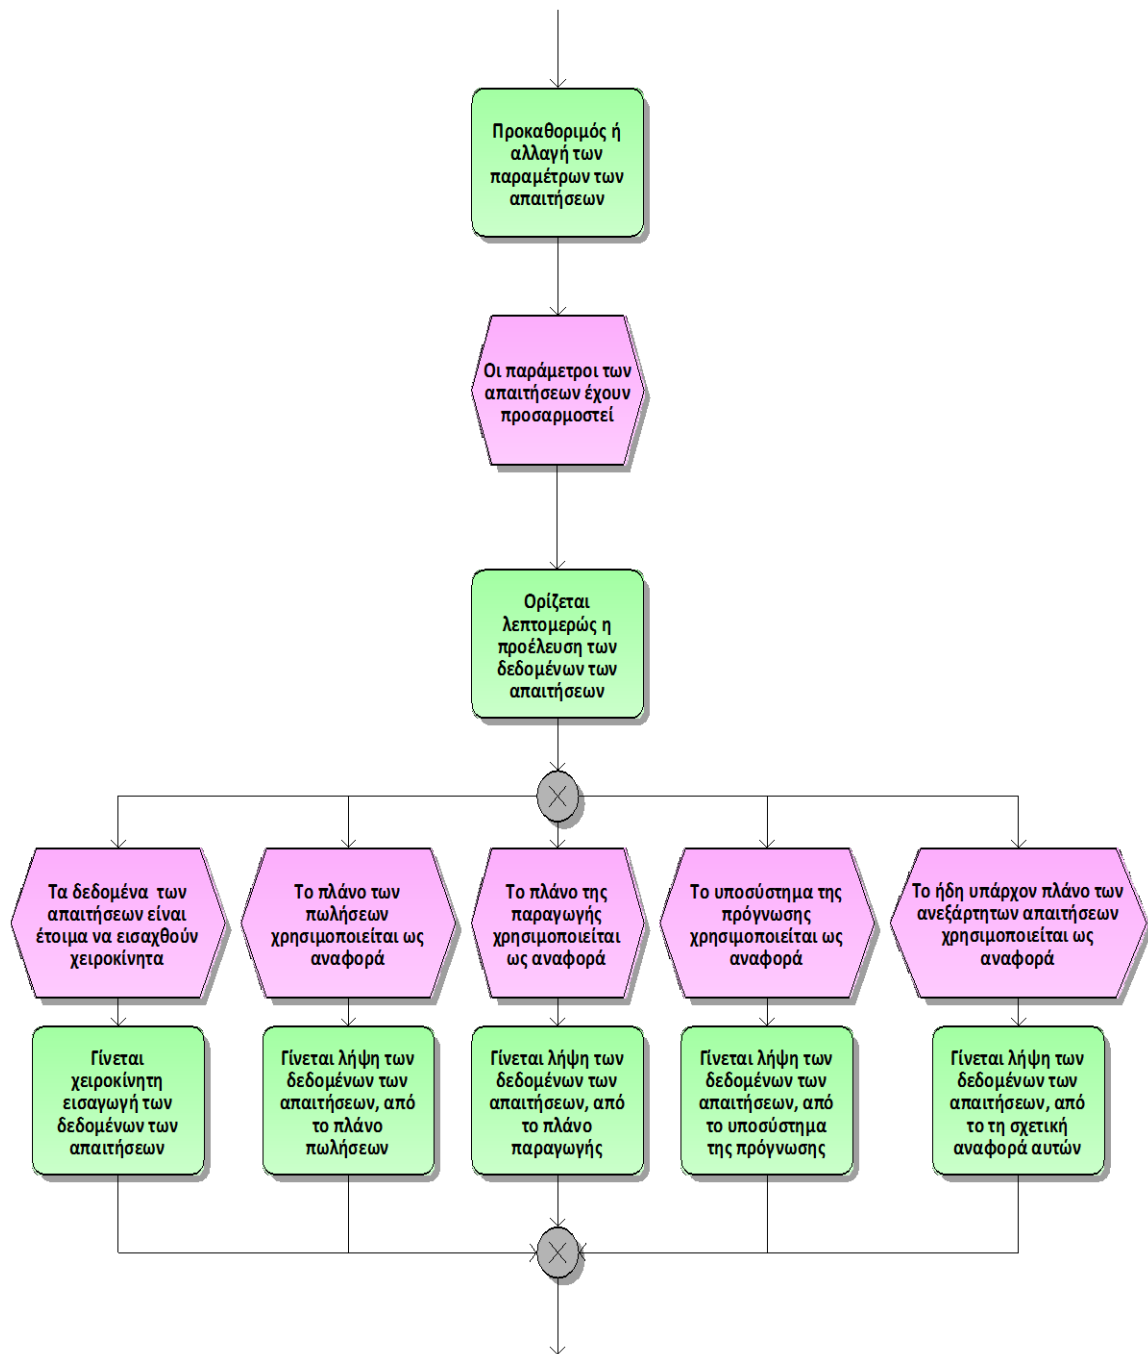 Προκαθοριμός ή
αλλαγή των
παραμέτρων των
απαιτήσεων
Οι παράμετροι των
απαιτήσεων έχουν
προσαρμοστεί
Ορίζεται
λεπτομερώς η
προέλευση των
δεδομένων των
απαιτήσεων
Τα δεδομένα των
απαιτήσεων είναι
έτοιμα να εισαχθούν
χειροκίνητα
Το πλάνο των
πωλήσεων
χρησιμοποιείται ως
αναφορά
Το πλάνο της
παραγωγής
χρησιμοποιείται
ως αναφορά
Το υποσύστημα της
πρόγνωσης
χρησιμοποιείται ως
αναφορά
Το ήδη υπάρχον πλάνο των
ανεξάρτητων απαιτήσεων
χρησιμοποιείται ως
αναφορά
Γίνεται
χειροκίνητη
εισαγωγή των
δεδομένων των
απαιτήσεων
Γίνεται λήψη των
δεδομένων των
απαιτήσεων, από
το πλάνο
πωλήσεων
Γίνεται λήψη των
δεδομένων των
απαιτήσεων, από
το πλάνο
παραγωγής
Γίνεται λήψη των
δεδομένων των
απαιτήσεων, από
το υποσύστημα
της πρόγνωσης
Γίνεται λήψη των
δεδομένων των
απαιτήσεων, από
το τη σχετική
αναφορά αυτών